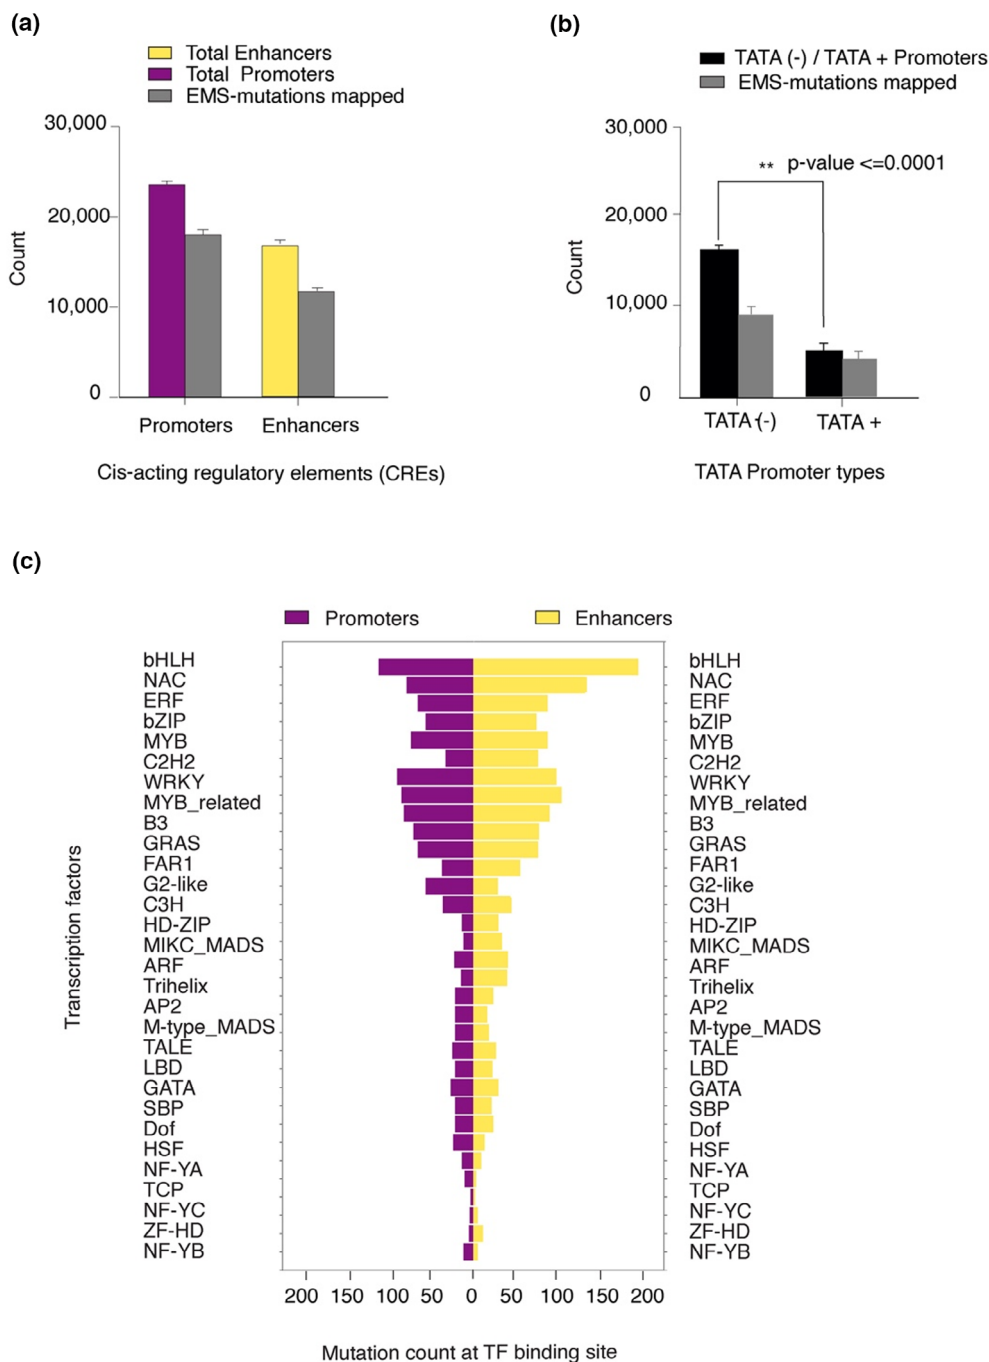 (a)
Total Enhancers
Total Promoters
EMS-mutations mapped
30,000
20,000
10,000
0
Count
Promoters
Enhancers
Cis-acting regulatory elements (CREs)
(b)
TATA (-) / TATA + Promoters
EMS-mutations mapped
30,000
20,000
10,000
0
Count
** p-value <=0.0001
TATA (-)
TATA +
TATA Promoter types
(c)
Promoters
Enhancers
Transcription factors
bHLH
NAC
ERF
bZIP
MYB
C2H2
WRKY
MYB_related
B3
GRAS
FAR1
G2-like
C3H
HD-ZIP
MIKC_MADS
ARF
Trihelix
AP2
M-type_MADS
TALE
LBD
GATA
SBP
Dof
HSF
NF-YA
TCP
NF-YC
ZF-HD
NF-YB
bHLH
NAC
ERF
bZIP
MYB
C2H2
WRKY
MYB_related
B3
GRAS
FAR1
G2-like
C3H
HD-ZIP
MIKC_MADS
ARF
Trihelix
AP2
M-type_MADS
TALE
LBD
GATA
SBP
Dof
HSF
NF-YA
TCP
NF-YC
ZF-HD
NF-YB
200 150 100 50 0 50 100 150 200
Mutation count at TF binding site